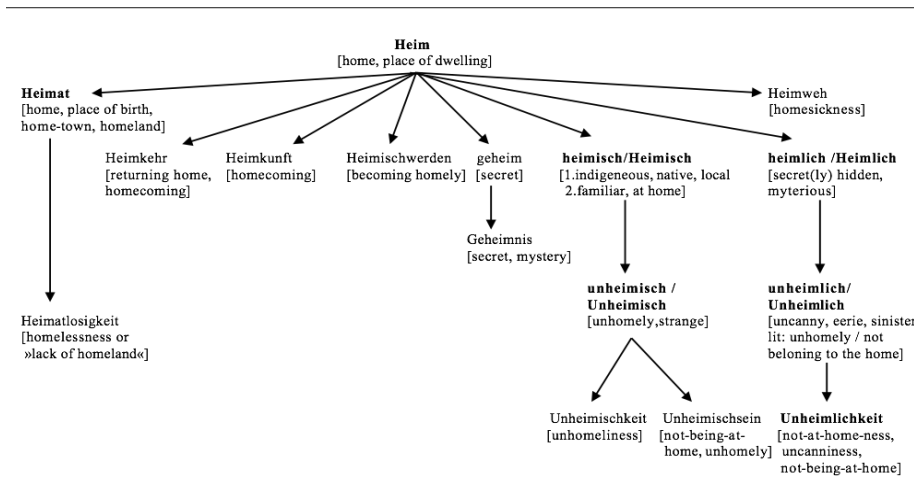 Heim
[home, place of dwelling]
Heimat
[home, place of birth,
home-town, homeland]
Heimweh
[homesickness]
Heimkehr
[returning home,
homecoming]
Heimkunft
[homecoming]
Heimischwerden
[becoming homely]
geheim
[secret]
heimisch/Heimisch
[1.indigeneous, native, local
2.familiar, at home]
heimlich /Heimlich
[secret(ly) hidden,
myterious]
Geheimnis
[secret, mystery]
unheimisch /
Unheimisch
[unhomely,strange]
unheimlich/
Unheimlich
[uncanny, eerie, sinister
lit: unhomely / not
beloning to the home]
Heimatlosigkeit
[homelessness or
»lack of homeland«]
Unheimischkeit
[unhomeliness]
Unheimischsein
[not-being-at-
home, unhomely]
Unheimlichkeit
[not-at-home-ness,
uncanniness,
not-being-at-home]